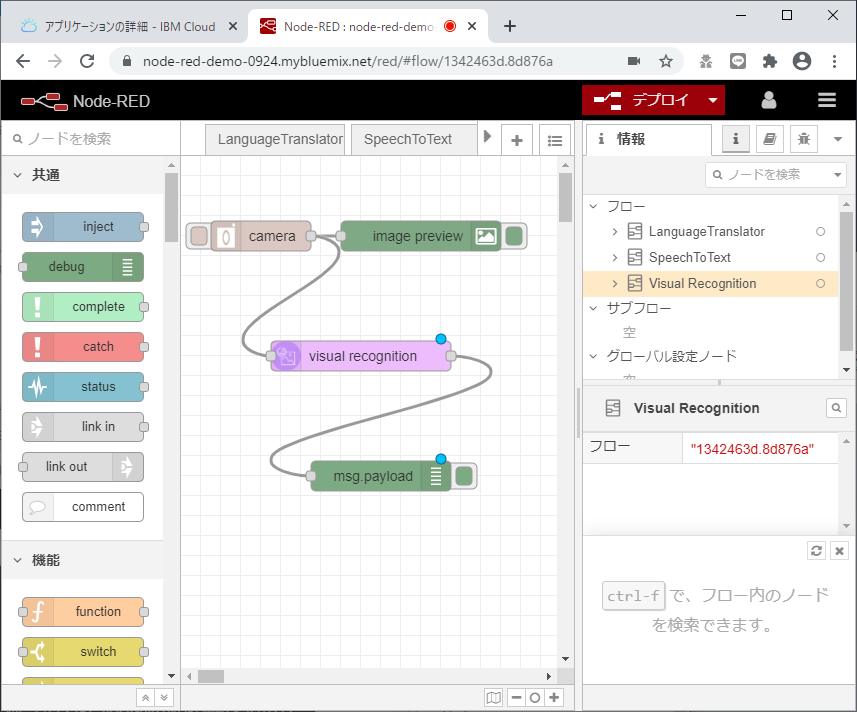 アプリケーションの詳細 - IBM Cloud
Node-RED : node-red-demo
node-red-demo-0924.mybluemix.net/red/#flow/1342463d.8d876a
Node-RED
デプロイ
ノードを検索
LanguageTranslator
SpeechToText
i 情報
i
共通
ノードを検索
inject
debug
complete
catch
status
link in
link out
comment
機能
function
switch
camera
image preview
visual recognition
msg.payload
フロー
LanguageTranslator
SpeechToText
Visual Recognition
サブフロー
空
グローバル設定ノード
Visual Recognition
フロー
"1342463d.8d876a"
ctrl-f で、フロー内のノード
を検索できます。